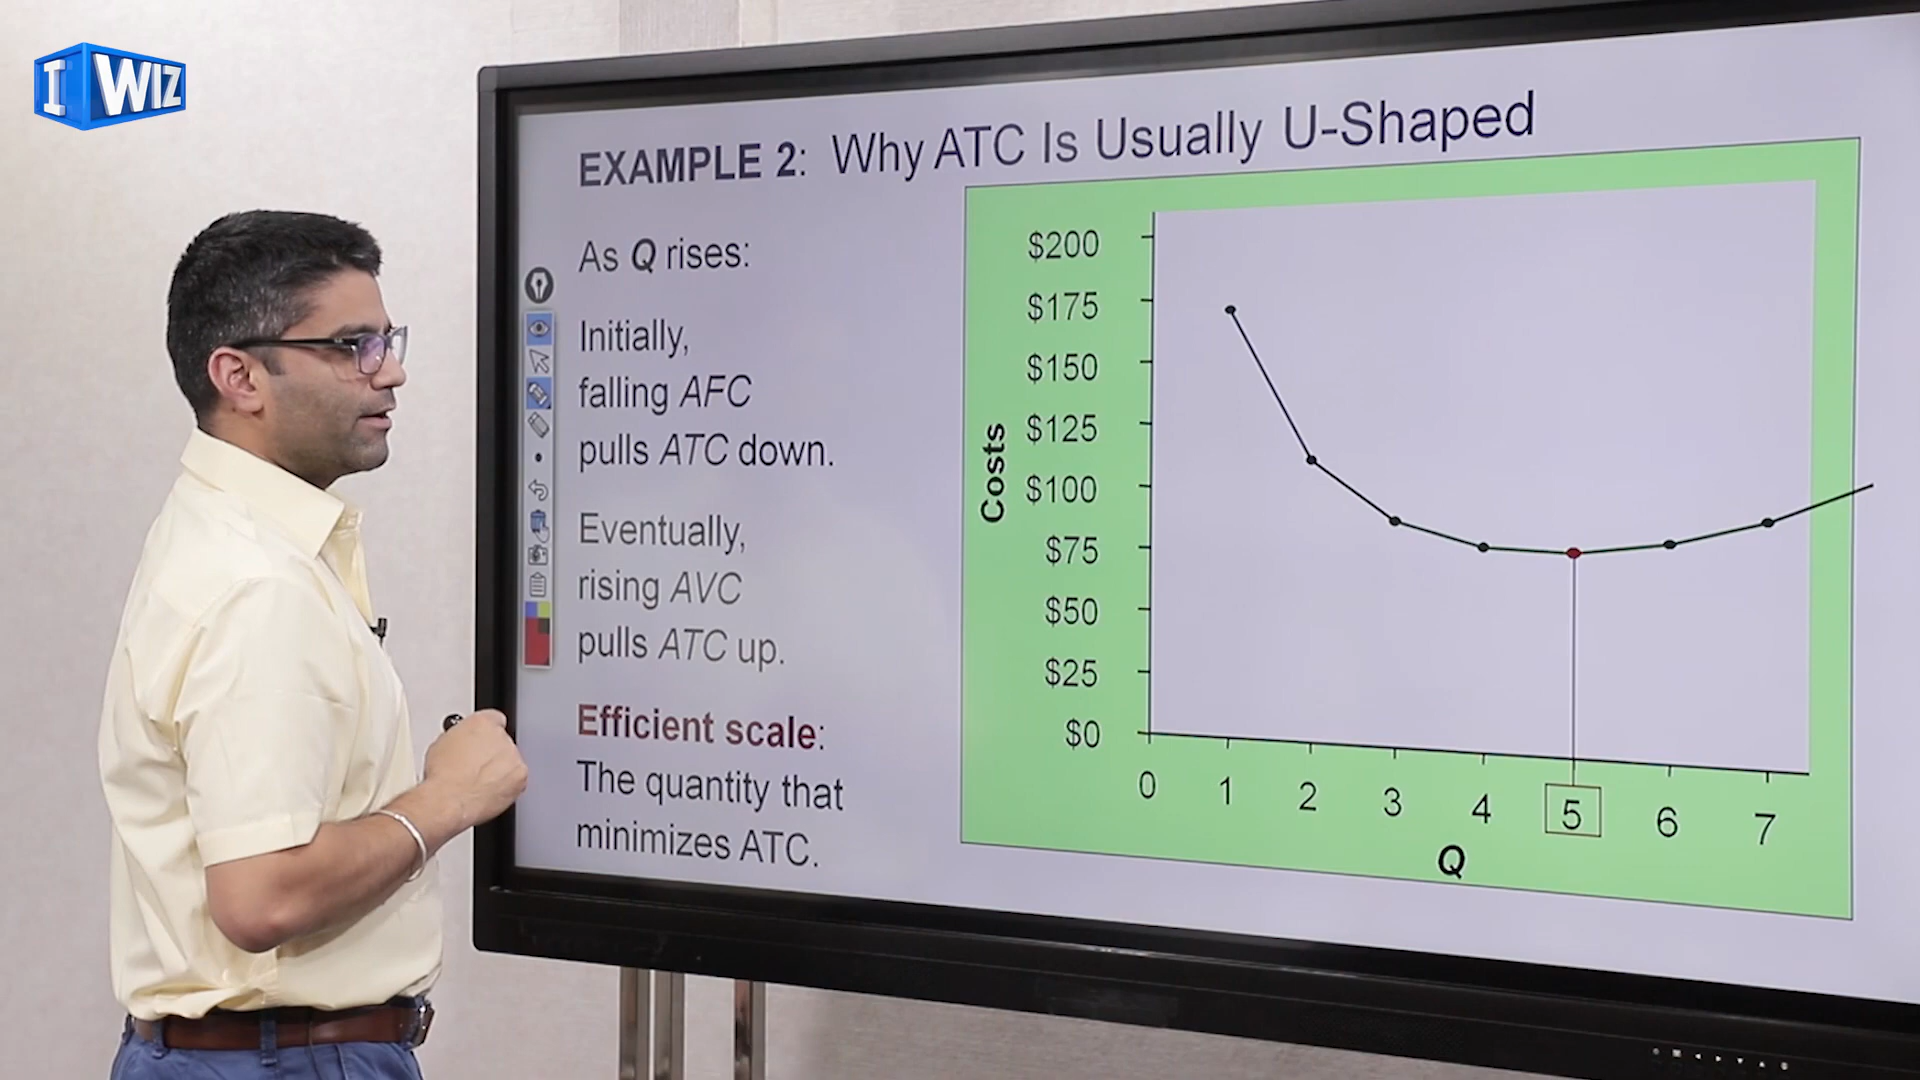 I WIZ
EXAMPLE 2: Why ATC Is Usually U-Shaped
As Q rises:
Initially,
falling AFC
pulls ATC down.
Eventually,
rising AVC
pulls ATC up.
Efficient scale:
The quantity that
minimizes ATC.
Costs
$200
$175
$150
$125
$100
$75
$50
$25
$0
0 1 2 3 4 5 6 7
Q